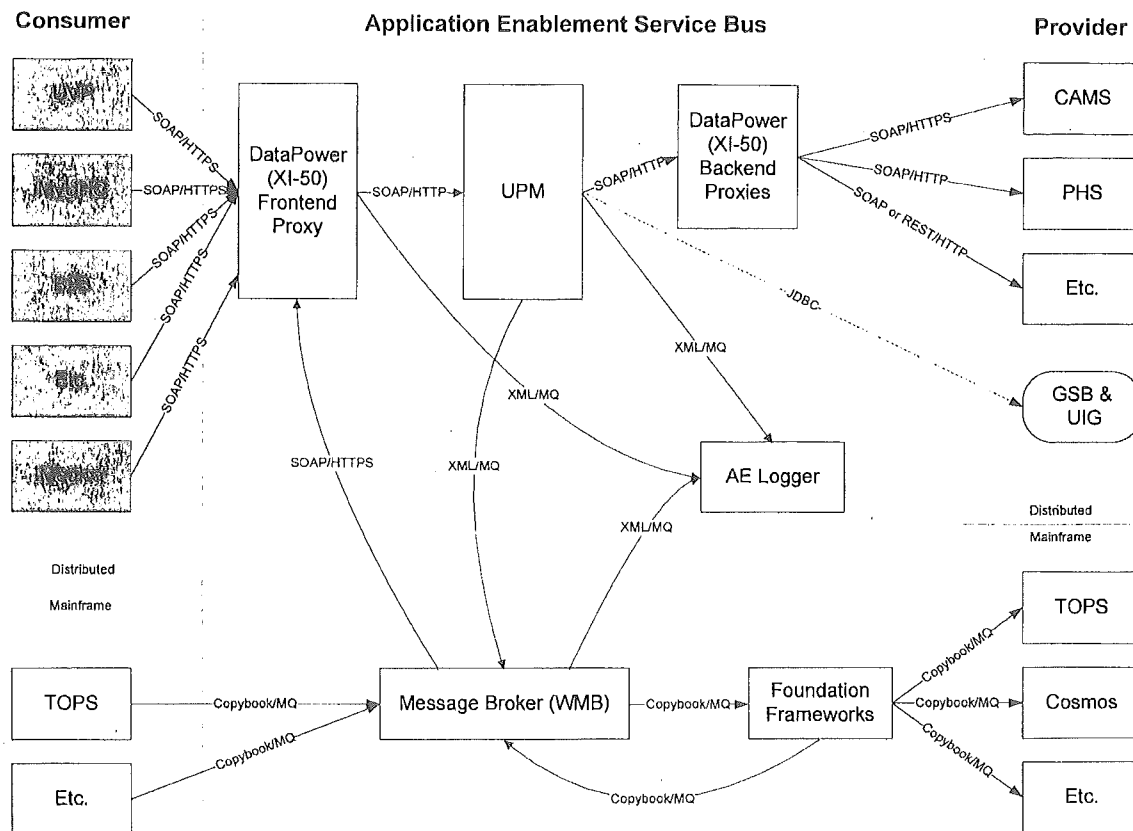 Consumer
Application Enablement Service Bus
Provider
SOAP/HTTPS
SOAP/HTTPS
SOAP/HTTPS
SOAP/HTTPS
SOAP/HTTPS
Etc.
DataPower
(XI-50)
Frontend
Proxy
SOAP/HTTP
UPM
SOAP/HTTP
DataPower
(XI-50)
Backend
Proxies
SOAP/HTTPS
SOAP/HTTP
SOAP or REST/HTTP
CAMS
PHS
Etc.
JDBC
GSB &
UIG
XML/MQ
XML/MQ
SOAP/HTTPS
XML/MQ
AE Logger
XML/MQ
Distributed
Mainframe
Distributed
Mainframe
TOPS
Copybook/MQ
Message Broker (WMB)
Copybook/MQ
Foundation
Frameworks
Copybook/MQ
TOPS
Copybook/MQ
Cosmos
Copybook/MQ
Etc.
Etc.
Copybook/MQ
Copybook/MQ